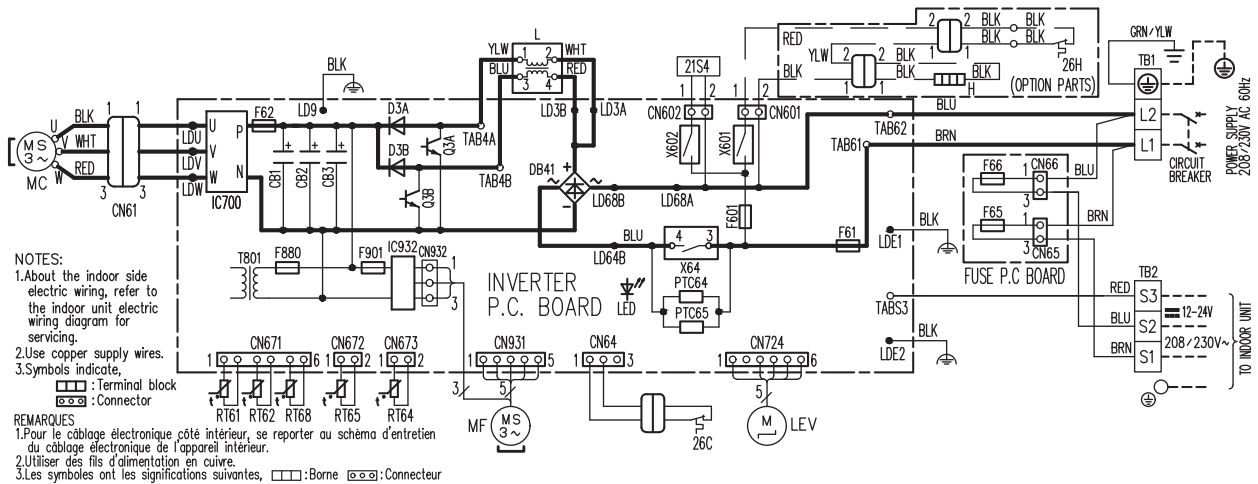 L
YLW
WHT
BLU
RED
1 2
3 4
RED
YLW
BLK
BLK
BLK
BLK
BLK
BLK
BLK
2 2
1 1
2 2
1 1
26H
H
(OPTION PARTS)
GRN/YLW
TB1
L2
L1
BLU
BRN
POWER SUPPLY
208/230V AC 60Hz
CIRCUIT
BREAKER
21S4
1 2
1 2
CN602
CN601
X602
X601
TAB62
TAB61
BLK
LD9
F62
D3A
D3B
Q3A
Q3B
TAB4A
TAB4B
LD3B
LD3A
DB41
LD68B
LD68A
U
BLK
V
WHT
W
RED
MS
3~
MC
1 1
3 3
CN61
LDU
LDV
LDW
U
V
W
P
N
IC700
CB1
CB2
CB3
F601
F61
BLU
LD64B
4 3
X64
PTC64
PTC65
LED
INVERTER
P.C. BOARD
T801
F880
F901
IC932
CN932
1
3
LDE1
BLK
TABS3
LDE2
BLK
F66
CN66
1
3
F65
1
3
CN65
FUSE P.C BOARD
BLU
BRN
TB2
RED
S3
BLU
S2
BRN
S1
12-24V
208/230V~
TO INDOOR UNIT
CN671
1 6
CN672
1 2
CN673
1 2
CN931
1 5
CN64
1 3
CN724
1 6
RT61
RT62
RT68
RT65
RT64
t°
t°
t°
t°
t°
3
5
MF
MS
3~
26C
5
M
LEV
NOTES:
1.About the indoor side
electric wiring, refer to
the indoor unit electric
wiring diagram for
servicing.
2.Use copper supply wires.
3.Symbols indicate,
: Terminal block
: Connector
REMARQUES
1.Pour le câblage électronique côté intérieur, se reporter au schéma d'entretien
du câblage électronique de l'appareil intérieur.
2.Utiliser des fils d'alimentation en cuivre.
3.Les symboles ont les significations suivantes, :Borne :Connecteur